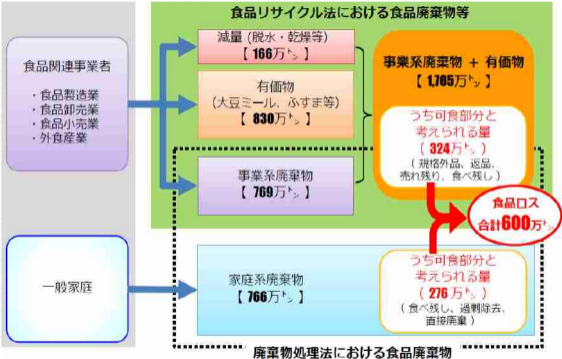 食品リサイクル法における食品廃棄物等
食品関連事業者
・食品製造業
・食品卸売業
・食品小売業
・外食産業
減量(脱水・乾燥等)
【 166万㌧ 】
有価物
(大豆ミール、ふすま等)
【 830万㌧ 】
事業系廃棄物
【 769万㌧ 】
事業系廃棄物 + 有価物
【 1,765万㌧ 】
うち可食部分と
考えられる量
( 324万㌧ )
( 規格外品、返品、
売れ残り、食べ残し )
食品ロス
合計600万㌧
一般家庭
家庭系廃棄物
【 766万㌧ 】
うち可食部分と
考えられる量
( 276万㌧ )
( 食べ残し、過剰除去、
直接廃棄 )
廃棄物処理法における食品廃棄物